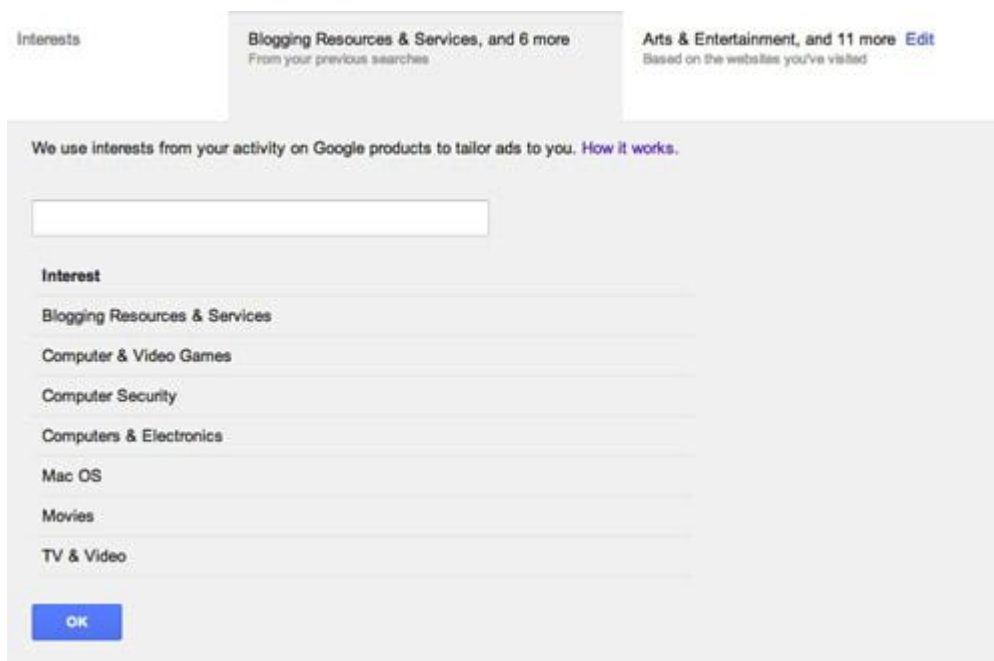 Interests
Blogging Resources & Services, and 6 more
From your previous searches
Arts & Entertainment, and 11 more Edit
Based on the websites you've visited
We use interests from your activity on Google products to tailor ads to you. How it works.
Interest
Blogging Resources & Services
Computer & Video Games
Computer Security
Computers & Electronics
Mac OS
Movies
TV & Video
OK